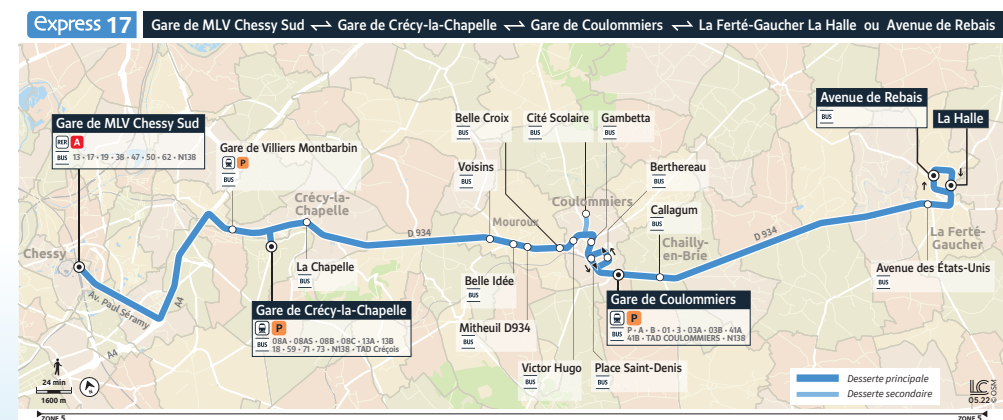 express 17
Gare de MLV Chessy Sud ⇌ Gare de Crécy-la-Chapelle ⇌ Gare de Coulommiers ⇌ La Ferté-Gaucher La Halle ou Avenue de Rebais
Gare de MLV Chessy Sud
RER A
BUS 13 • 17 • 19 • 38 • 47 • 50 • 62 • N138
Gare de Villiers Montbarbin
P
BUS
Belle Croix
BUS
Cité Scolaire
BUS
Gambetta
BUS
Avenue de Rebais
BUS
La Halle
Voisins
BUS
Berthereau
BUS
Callagum
BUS
Crécy-la-
Chapelle
Coulommiers
Mouroux
Chailly-
en-Brie
La Ferté-
Gaucher
Chessy
D 934
D 934
Av. Paul Séramy
A4
A4
La Chapelle
BUS
Belle Idée
BUS
Mitheuil D934
BUS
Avenue des États-Unis
BUS
Gare de Crécy-la-Chapelle
P
BUS 08A • 08AS • 08B • 08C • 13A • 13B
18 • 59 • 71 • 73 • N138 • TAD Créçois
Gare de Coulommiers
P
BUS P • A • B • 01 • 3 • 03A • 03B • 41A
41B • TAD COULOMMIERS • N138
Victor Hugo
BUS
Place Saint-Denis
BUS
24 min
1600 m
Desserte principale
Desserte secondaire
LC
05.22
© OSM
ZONE 5
ZONE 5